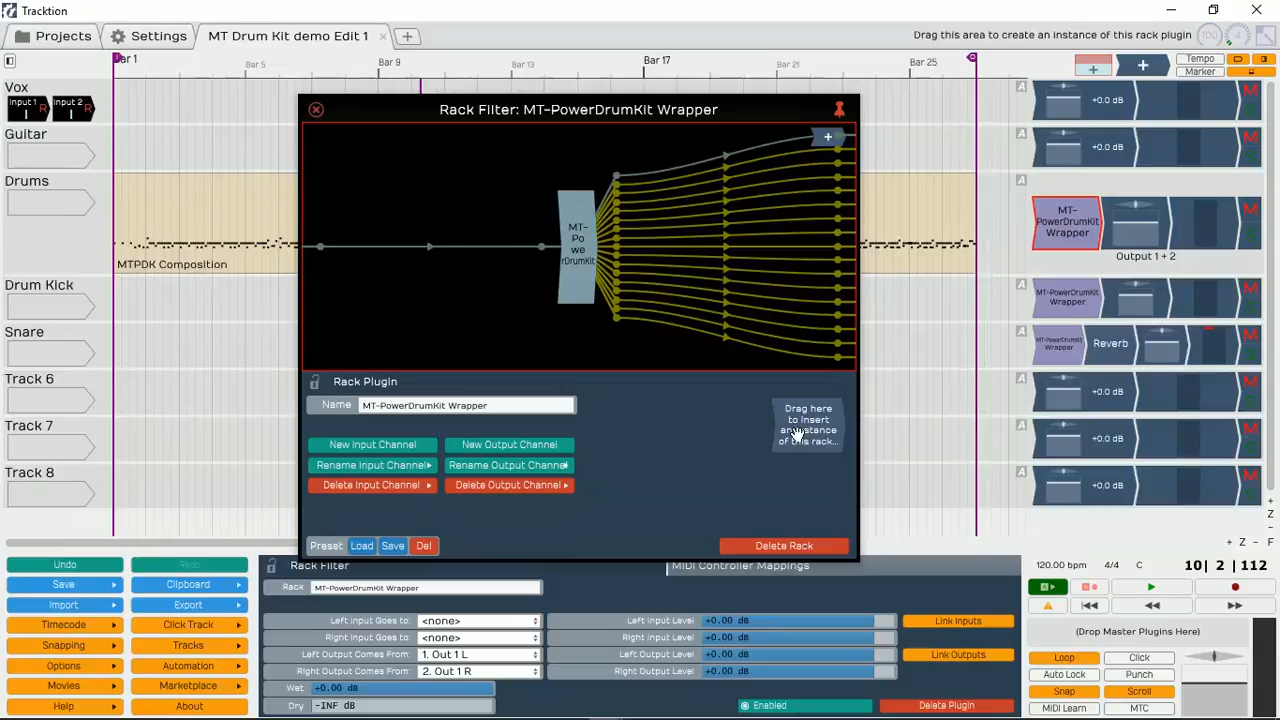 Tracktion
Projects
Settings
MT Drum Kit demo Edit 1
Drag this area to create an instance of this rack plugin
100
4
Bar 1
Bar 5
Bar 9
Bar 13
Bar 17
Bar 21
Bar 25
Tempo
Marker
Vox
Input 1
R
Input 2
R
Guitar
Drums
MTPDK Composition
Drum Kick
Snare
Track 6
Track 7
Track 8
Rack Filter: MT-PowerDrumKit Wrapper
MT-
Po
we
rDrumKit
Rack Plugin
Name
MT-PowerDrumKit Wrapper
New Input Channel
New Output Channel
Rename Input Channel
Rename Output Channel
Delete Input Channel
Delete Output Channel
Drag here
to insert
an instance
of this rack...
Preset
Load
Save
Del
Delete Rack
A
+0.0 dB
M
S
A
+0.0 dB
M
S
A
MT-
PowerDrumKit
Wrapper
Output 1 + 2
M
S
A
MT-PowerDrumKit
Wrapper
M
S
A
MT-PowerDrumKit
Wrapper
Reverb
M
S
A
+0.0 dB
M
S
A
+0.0 dB
M
S
A
+0.0 dB
M
S
+
Z
-
+ Z - F
Undo
Redo
Save
Clipboard
Import
Export
Timecode
Click Track
Snapping
Tracks
Options
Automation
Movies
Marketplace
Help
About
Rack Filter
MIDI Controller Mappings
Rack
MT-PowerDrumKit Wrapper
Left Input Goes to:
<none>
Right Input Goes to:
<none>
Left Output Comes From:
1. Out 1 L
Right Output Comes From:
2. Out 1 R
Left Input Level
+0.00 dB
Right Input Level
+0.00 dB
Left Output Level
+0.00 dB
Right Output Level
+0.00 dB
Link Inputs
Link Outputs
Wet
+0.00 dB
Dry
-INF dB
Enabled
Delete Plugin
120.00 bpm
4/4
C
10| 2 | 112
A
(Drop Master Plugins Here)
Loop
Click
Auto Lock
Punch
Snap
Scroll
MIDI Learn
MTC